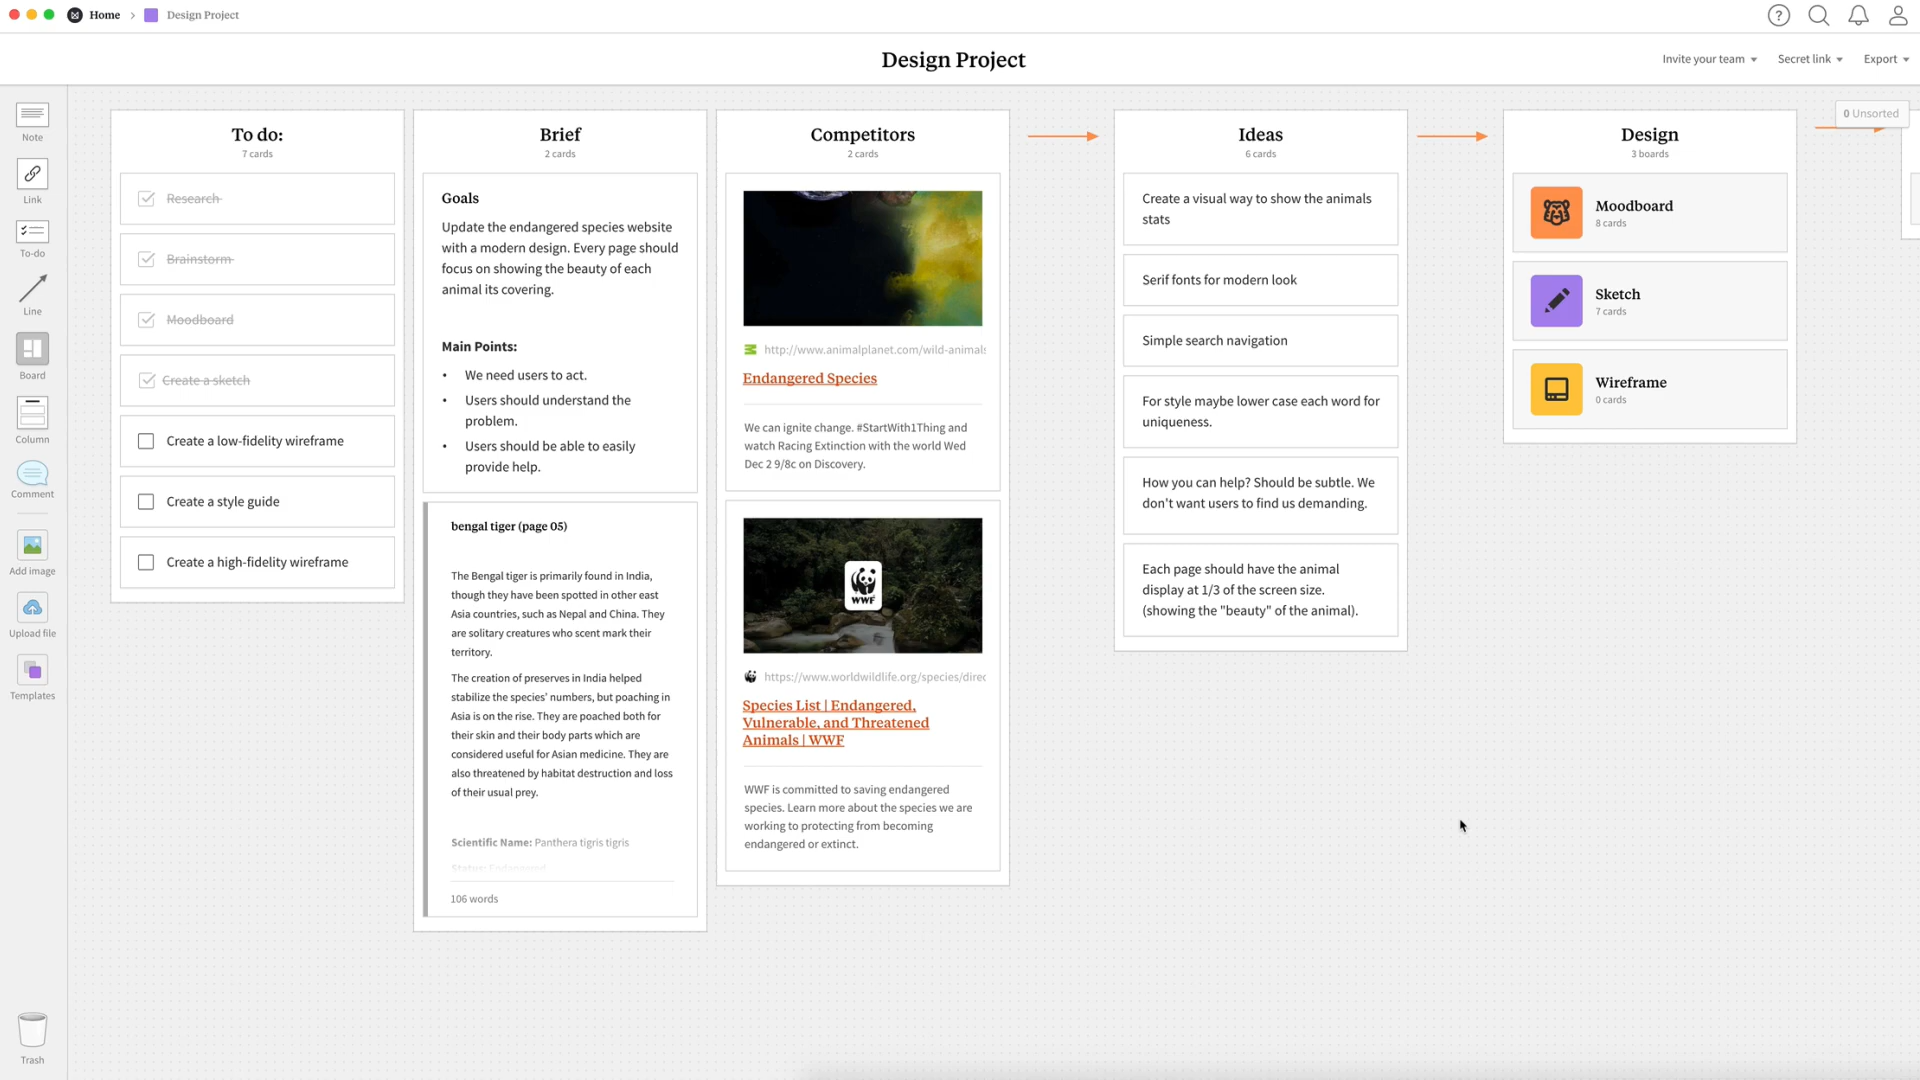 Home
Design Project
Design Project
Invite your team
Secret link
Export
0 Unsorted
Note
Link
To-do
Line
Board
Column
Comment
Add image
Upload file
Templates
Trash
To do:
7 cards
Research
Brainstorm
Moodboard
Create a sketch
Create a low-fidelity wireframe
Create a style guide
Create a high-fidelity wireframe
Brief
2 cards
Goals
Update the endangered species website
with a modern design. Every page should
focus on showing the beauty of each
animal its covering.
Main Points:
• We need users to act.
• Users should understand the
problem.
• Users should be able to easily
provide help.
bengal tiger (page 05)
The Bengal tiger is primarily found in India,
though they have been spotted in other east
Asia countries, such as Nepal and China. They
are solitary creatures who scent mark their
territory.
The creation of preserves in India helped
stabilize the species' numbers, but poaching in
Asia is on the rise. They are poached both for
their skin and their body parts which are
considered useful for Asian medicine. They are
also threatened by habitat destruction and loss
of their usual prey.
Scientific Name: Panthera tigris tigris
Status: Endangered
106 words
Competitors
2 cards
http://www.animalplanet.com/wild-animals
Endangered Species
We can ignite change. #StartWith1Thing and
watch Racing Extinction with the world Wed
Dec 2 9/8c on Discovery.
WWF
https://www.worldwildlife.org/species/direc
Species List | Endangered,
Vulnerable, and Threatened
Animals | WWF
WWF is committed to saving endangered
species. Learn more about the species we are
working to protecting from becoming
endangered or extinct.
Ideas
6 cards
Create a visual way to show the animals
stats
Serif fonts for modern look
Simple search navigation
For style maybe lower case each word for
uniqueness.
How you can help? Should be subtle. We
don't want users to find us demanding.
Each page should have the animal
display at 1/3 of the screen size.
(showing the "beauty" of the animal).
Design
3 boards
Moodboard
8 cards
Sketch
7 cards
Wireframe
0 cards